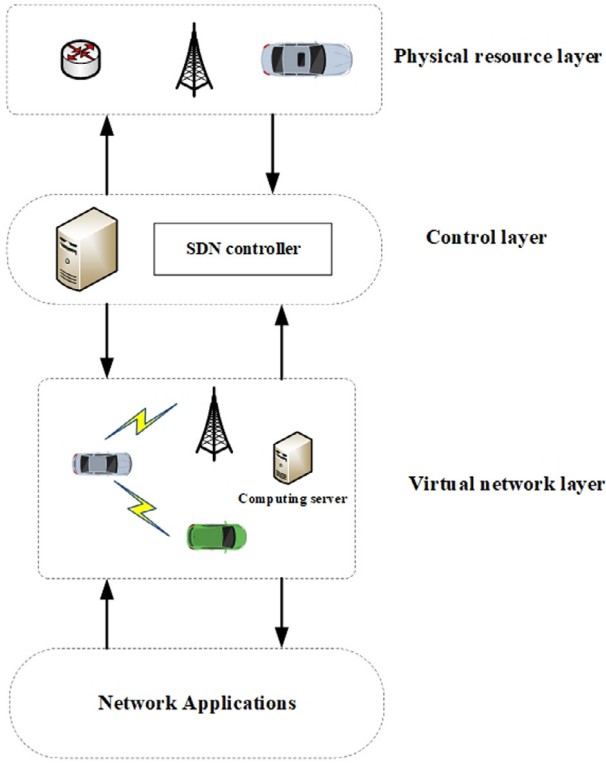 Physical resource layer
SDN controller
Control layer
Computing server
Virtual network layer
Network Applications